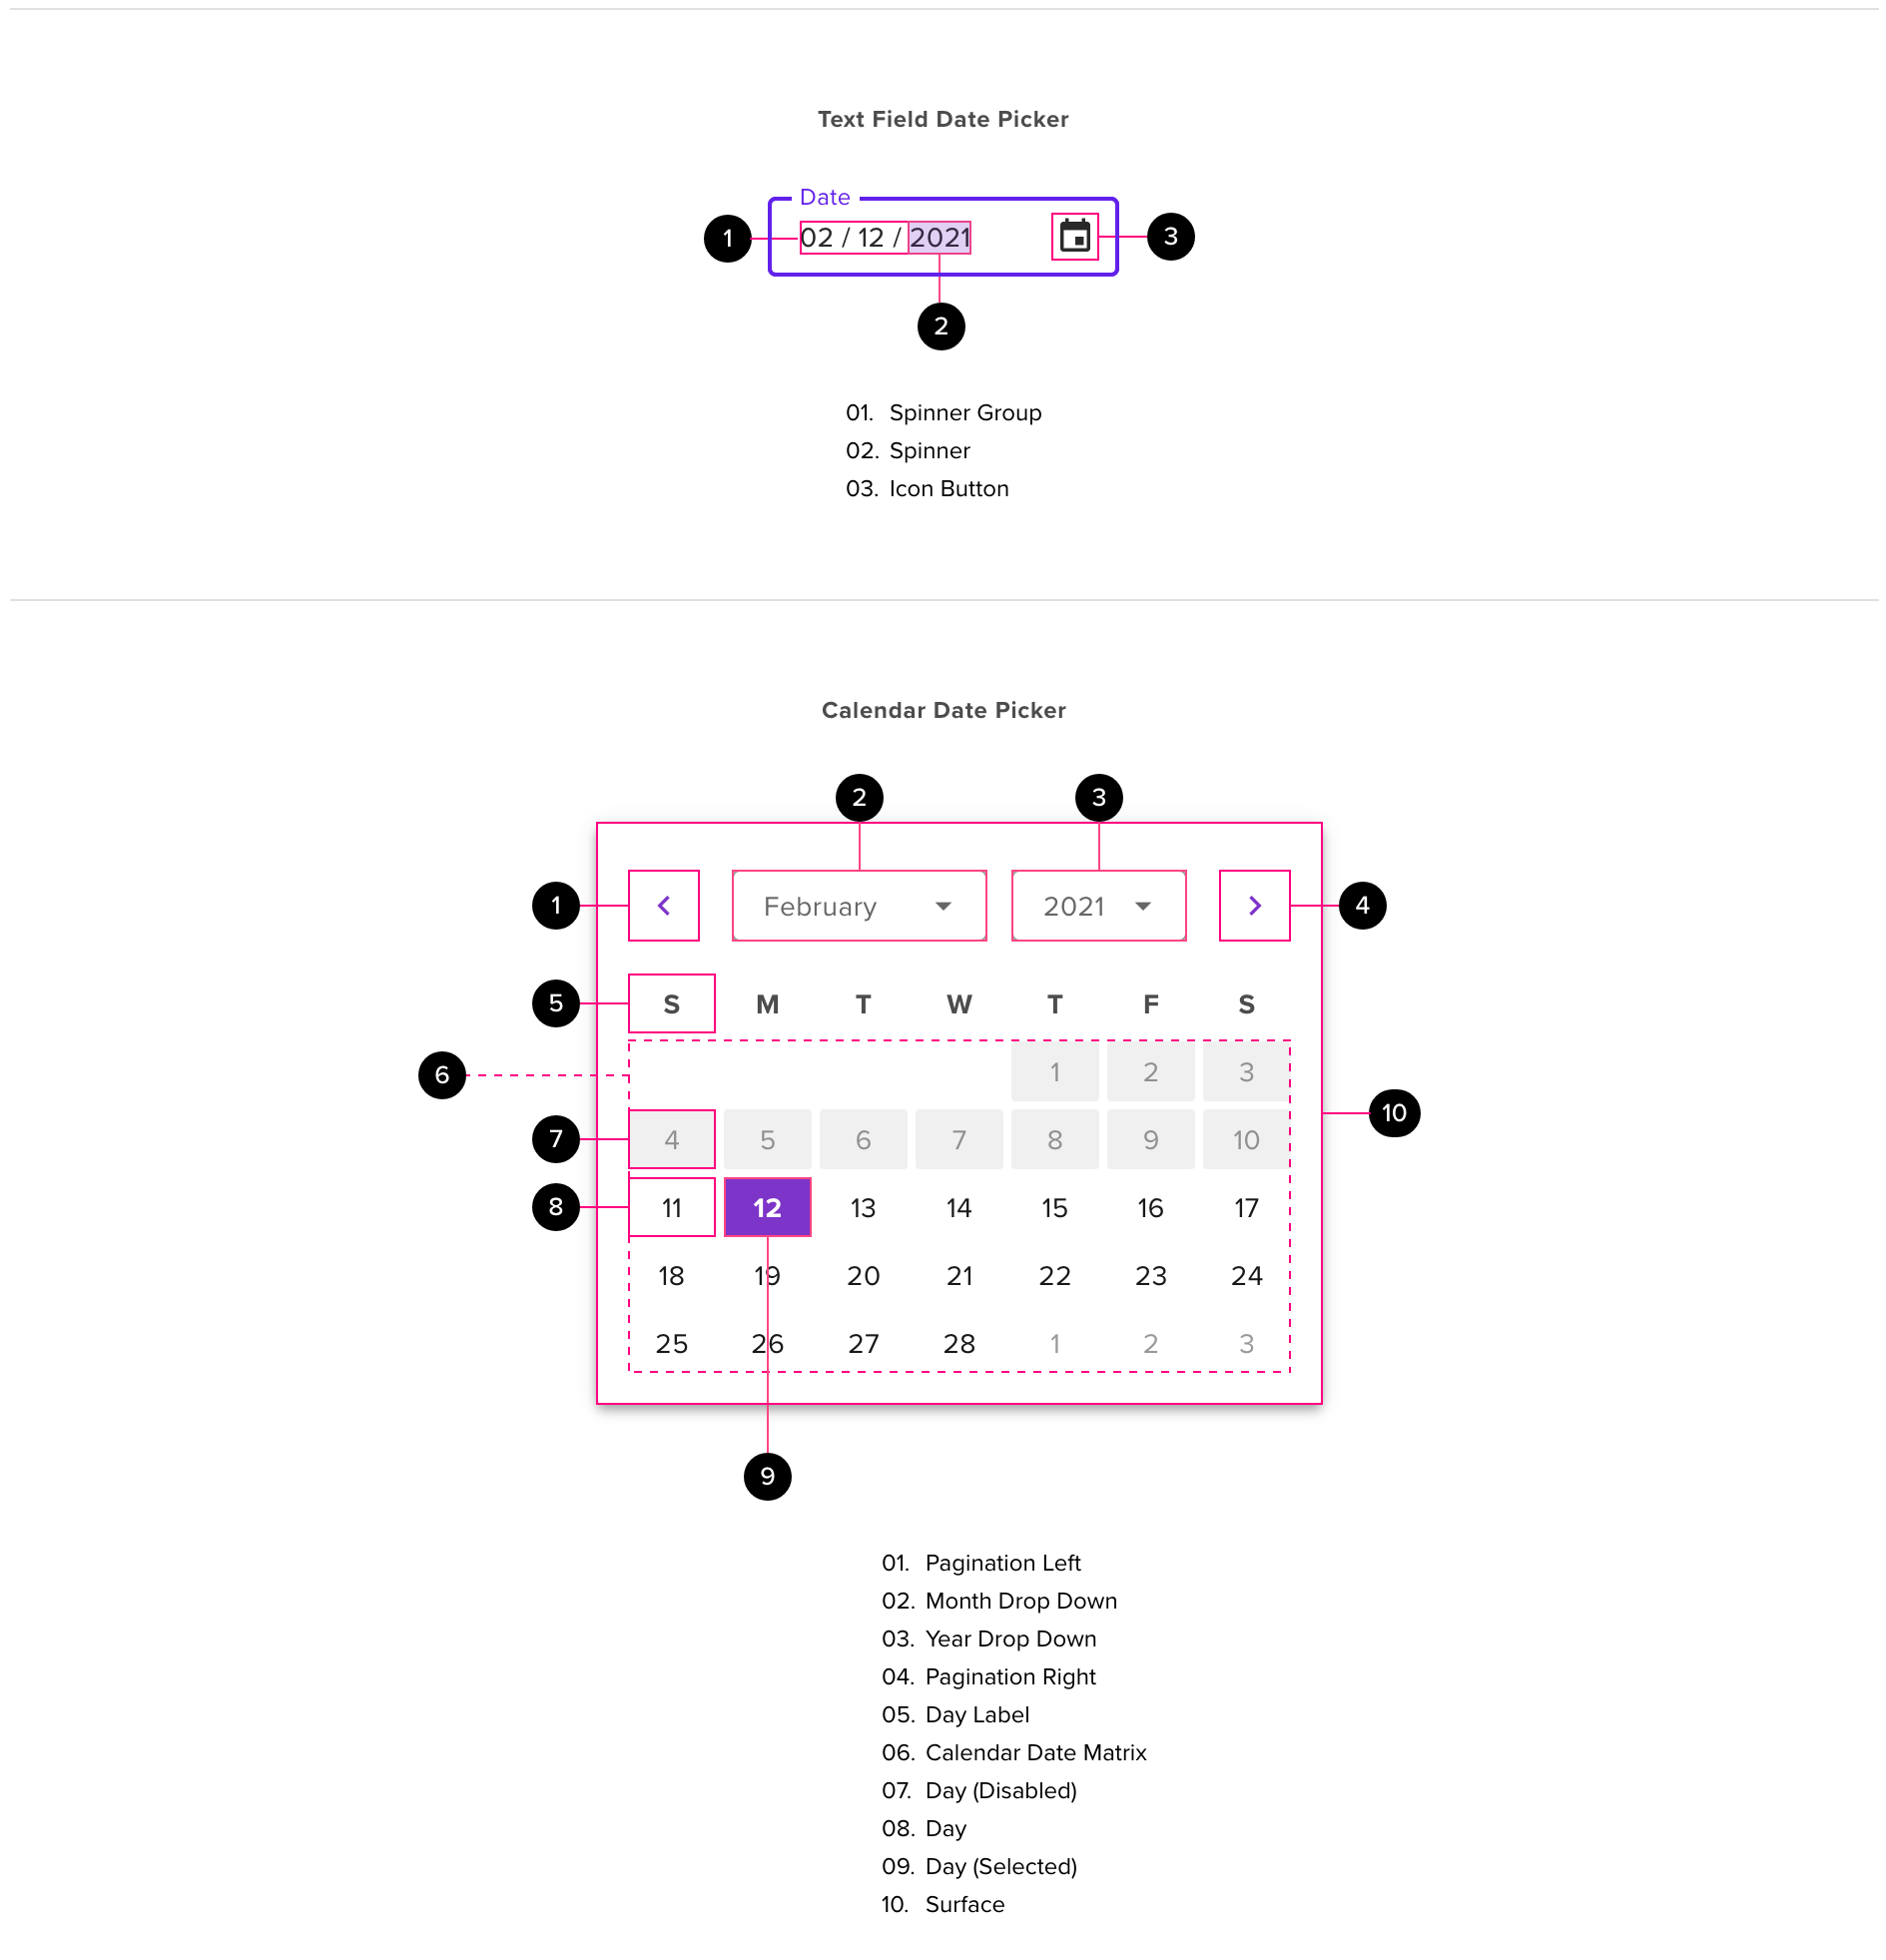 Text Field Date Picker
Date
1 02 / 12 / 2021 3
2
01. Spinner Group
02. Spinner
03. Icon Button
Calendar Date Picker
2 3
1 February 2021 4
5 S M T W T F S
6 1 2 3
10
7 4 5 6 7 8 9 10
8 11 12 13 14 15 16 17
18 19 20 21 22 23 24
25 26 27 28 1 2 3
9
01. Pagination Left
02. Month Drop Down
03. Year Drop Down
04. Pagination Right
05. Day Label
06. Calendar Date Matrix
07. Day (Disabled)
08. Day
09. Day (Selected)
10. Surface